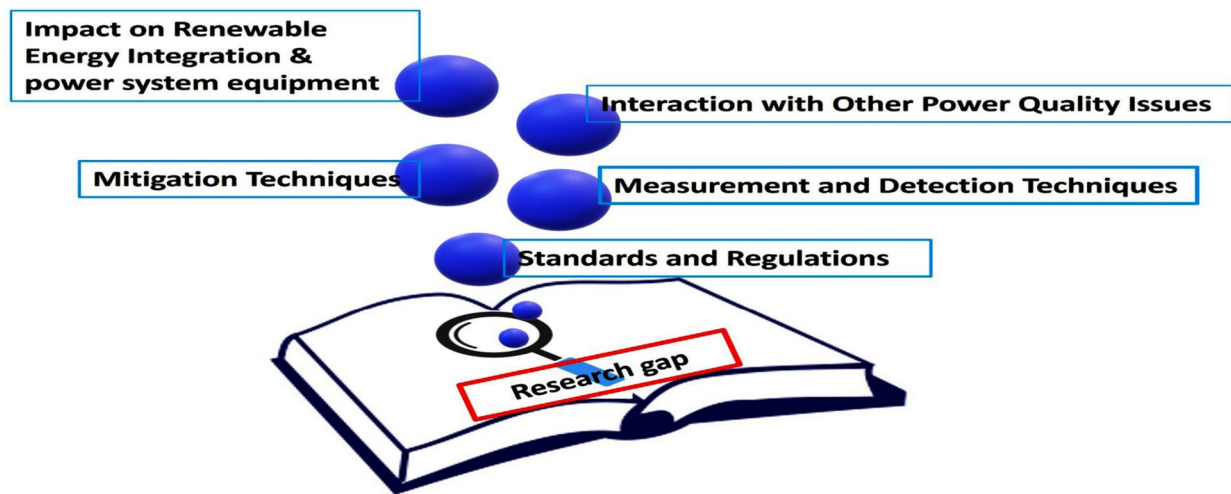 Impact on Renewable
Energy Integration &
power system equipment
Interaction with Other Power Quality Issues
Mitigation Techniques
Measurement and Detection Techniques
Standards and Regulations
Research gap